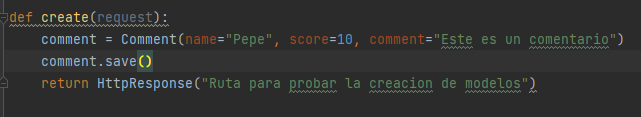 def create(request):
    comment = Comment(name="Pepe", score=10, comment="Este es un comentario")
    comment.save()
    return HttpResponse("Ruta para probar la creacion de modelos")